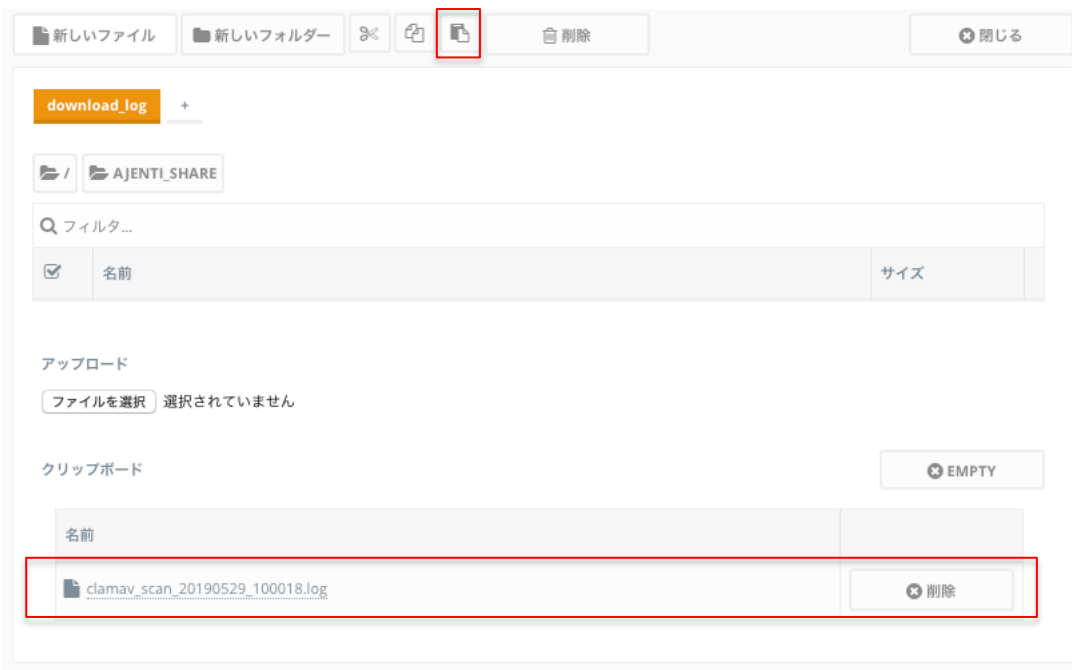 新しいファイル 新しいフォルダー 削除 閉じる
download_log +
/ AJENTI_SHARE
フィルタ...
名前 サイズ
アップロード
ファイルを選択 選択されていません
クリップボード EMPTY
名前
clamav_scan_20190529_100018.log 削除